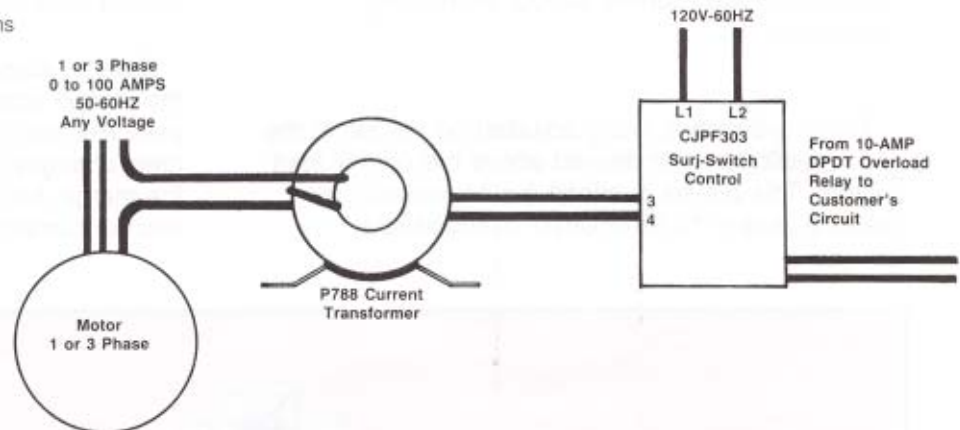 120V-60HZ
1 or 3 Phase
0 to 100 AMPS
50-60HZ
Any Voltage
L1 L2
CJPF303
Surj-Switch
Control
From 10-AMP
DPDT Overload
Relay to
Customer's
Circuit
3
4
P788 Current
Transformer
Motor
1 or 3 Phase